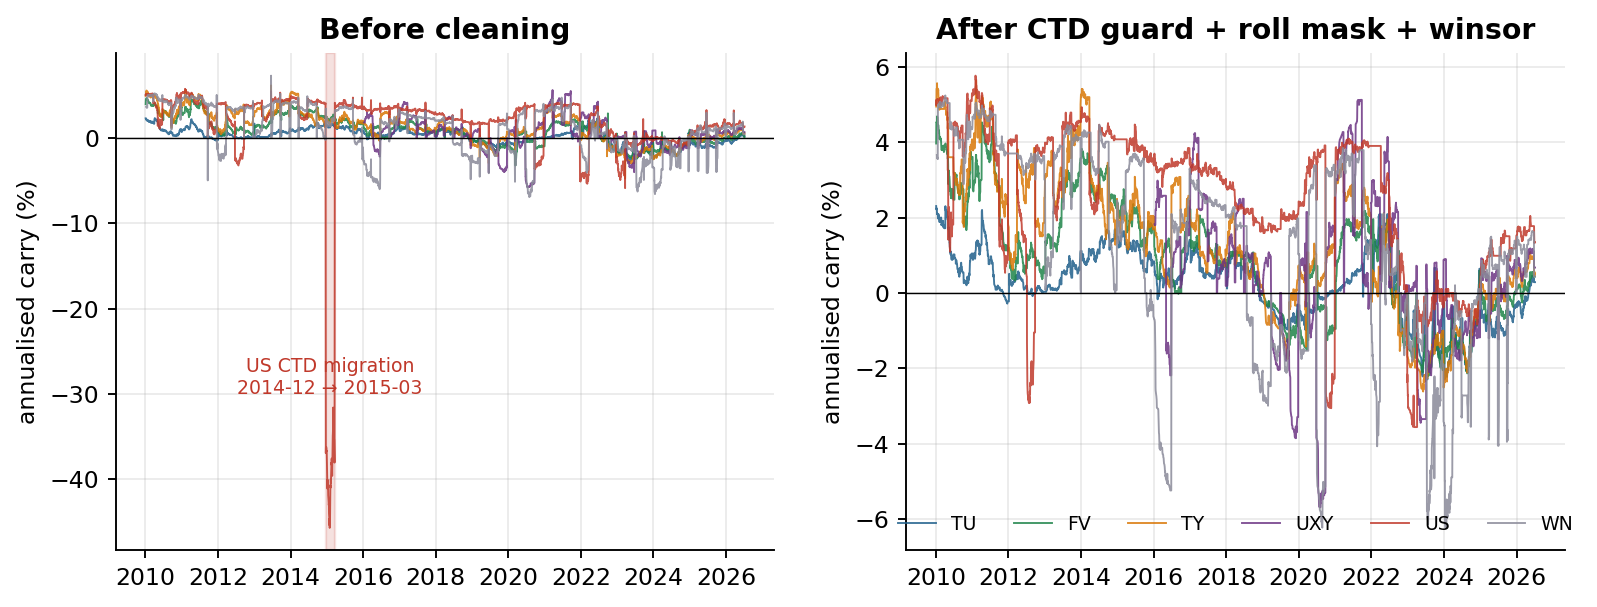 Before cleaning
annualised carry (%)
0
−10
−20
−30
−40
US CTD migration
2014-12 → 2015-03
2010 2012 2014 2016 2018 2020 2022 2024 2026
After CTD guard + roll mask + winsor
annualised carry (%)
6
4
2
0
−2
−4
−6
TU FV TY UXY US WN
2010 2012 2014 2016 2018 2020 2022 2024 2026